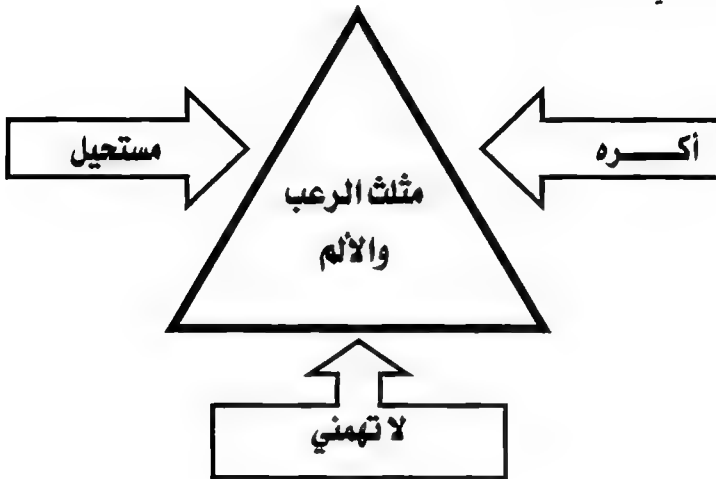 أكـــــره
مستحيل
مثلث الرعب
والألم
لا تهمني